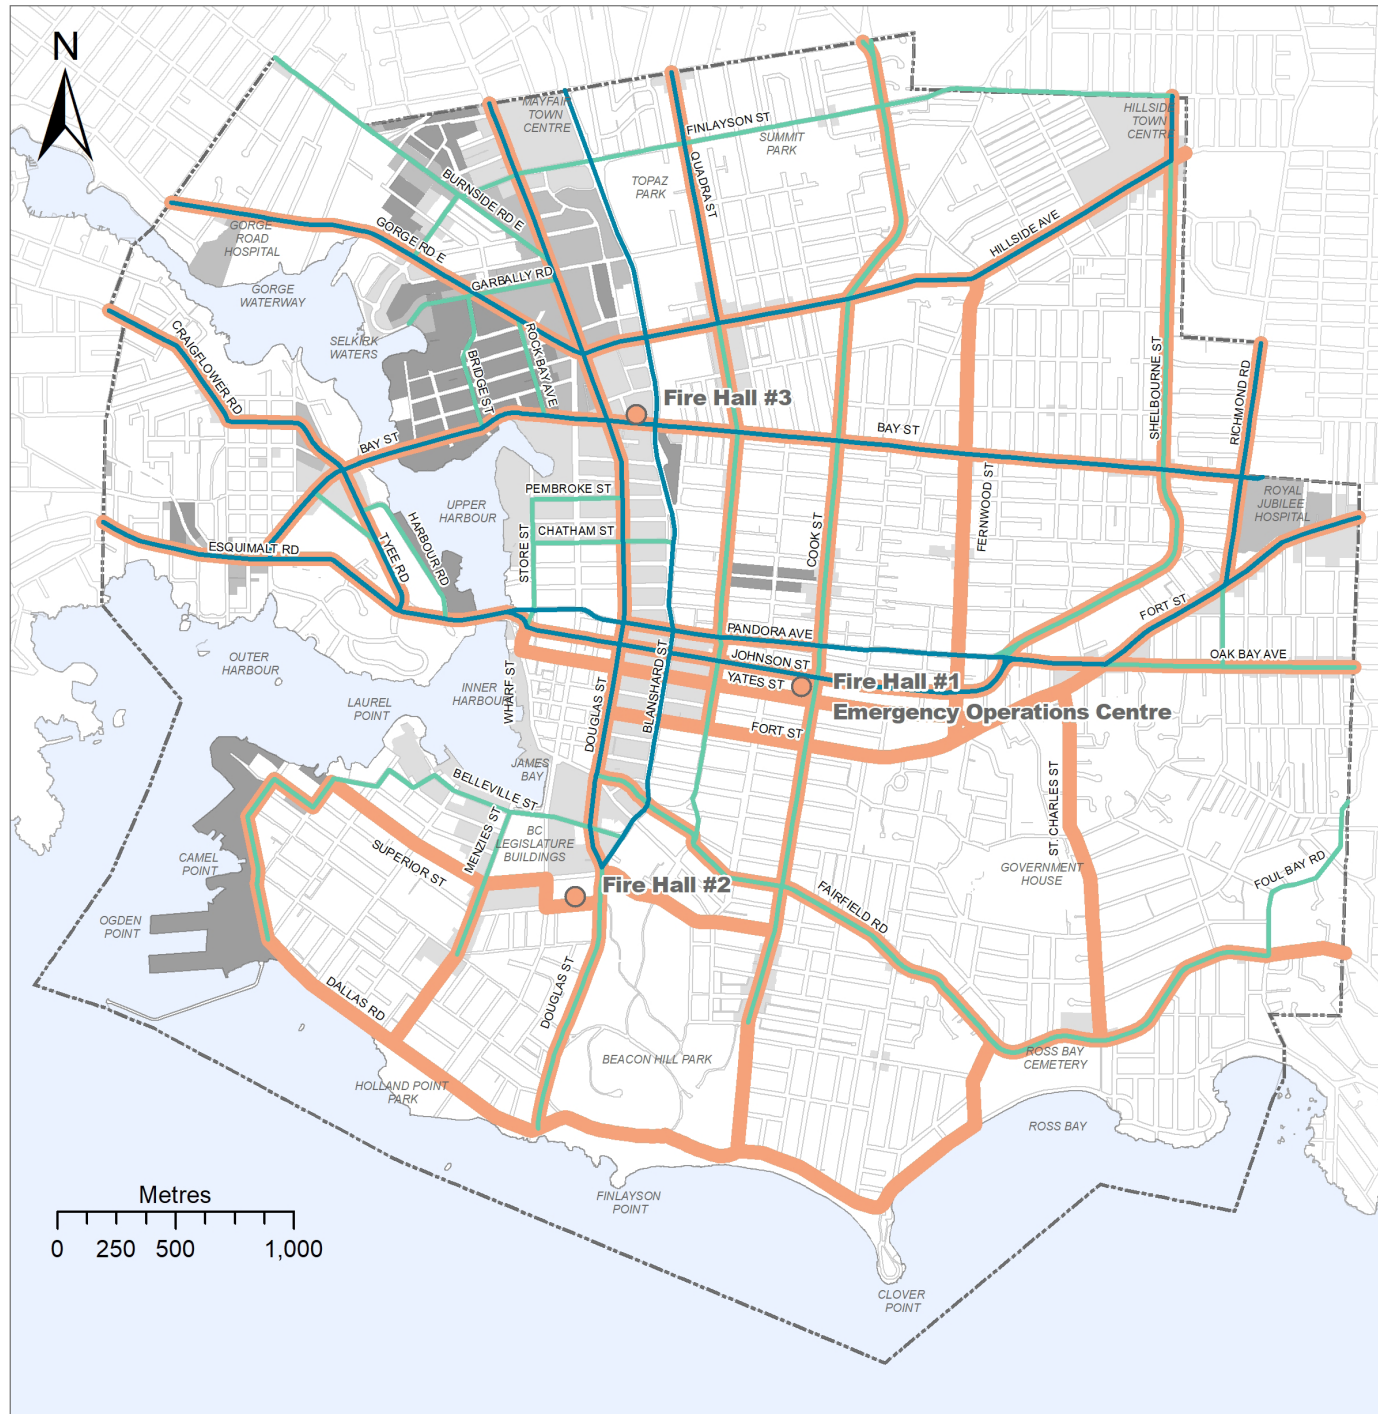 N
MAYFAIR
TOWN
CENTRE
HILLSIDE
TOWN
CENTRE
FINLAYSON ST
SUMMIT
PARK
QUADRA ST
TOPAZ
PARK
BURNSIDE RD E
GORGE
ROAD
HOSPITAL
GORGE RD E
HILLSIDE AVE
GARBALLY RD
GORGE
WATERWAY
SELKIRK
WATERS
CRAIGFLOWER RD
ROCK BAY AVE
BRIDGE ST
SHELBOURNE ST
RICHMOND RD
Fire Hall #3
BAY ST
BAY ST
PEMBROKE ST
UPPER
HARBOUR
ROYAL
JUBILEE
HOSPITAL
CHATHAM ST
STORE ST
COOK ST
FERNWOOD ST
HARBOUR RD
TYEE RD
ESQUIMALT RD
FORT ST
PANDORA AVE
OUTER
HARBOUR
JOHNSON ST
OAK BAY AVE
YATES ST
Fire Hall #1
Emergency Operations Centre
INNER
HARBOUR
WHARF ST
LAUREL
POINT
DOUGLAS ST
BLANSHARD ST
FORT ST
JAMES
BAY
BELLEVILLE ST
ST. CHARLES ST
MENZIES ST
BC
LEGISLATURE
BUILDINGS
SUPERIOR ST
CAMEL
POINT
GOVERNMENT
HOUSE
FOUL BAY RD
Fire Hall #2
FAIRFIELD RD
OGDEN
POINT
DALLAS RD
DOUGLAS ST
BEACON HILL PARK
ROSS BAY
CEMETERY
HOLLAND POINT
PARK
ROSS BAY
FINLAYSON
POINT
Metres
0 250 500 1,000
CLOVER
POINT